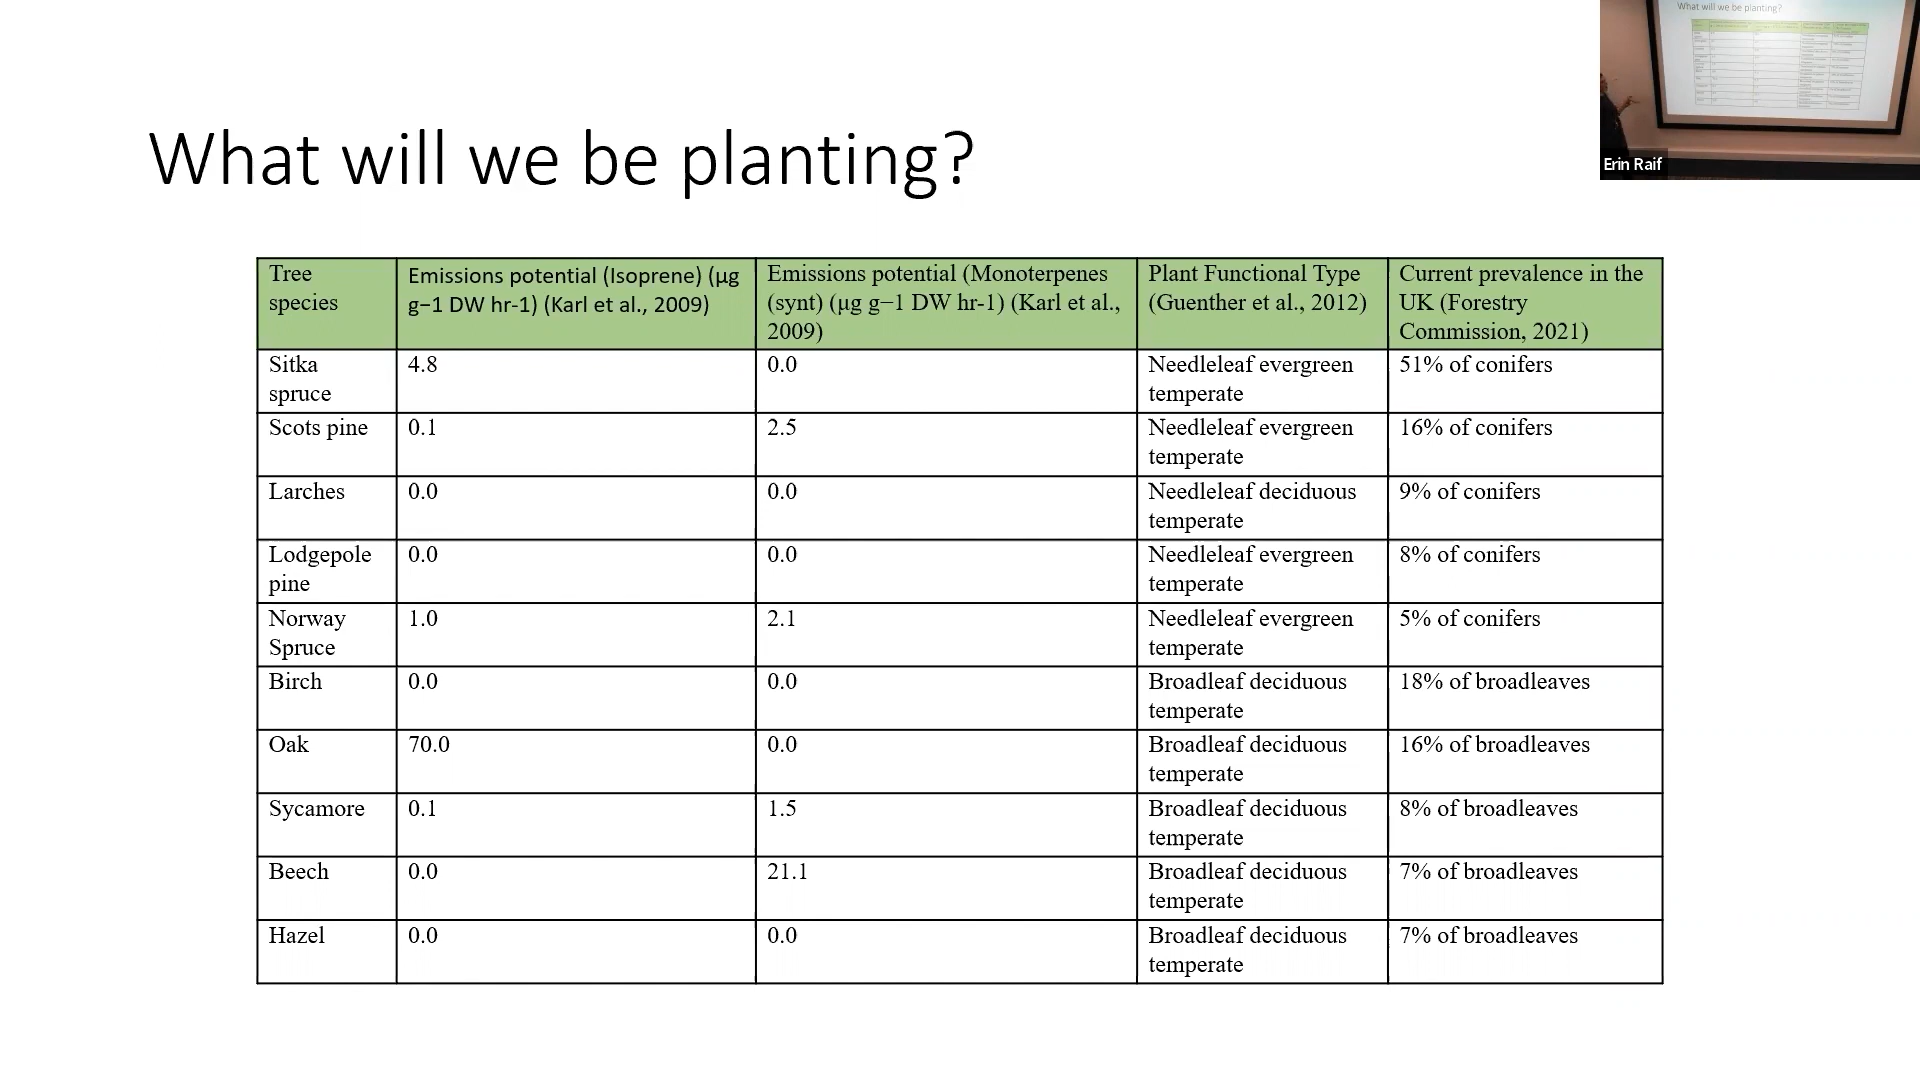 What will we be planting?
Erin Raif
What will we be planting?
Tree species
Emissions potential (Isoprene) (µg g−1 DW hr-1) (Karl et al., 2009)
Emissions potential (Monoterpenes (synt) (µg g−1 DW hr-1) (Karl et al., 2009)
Plant Functional Type (Guenther et al., 2012)
Current prevalence in the UK (Forestry Commission, 2021)
Sitka spruce
4.8
0.0
Needleleaf evergreen temperate
51% of conifers
Scots pine
0.1
2.5
Needleleaf evergreen temperate
16% of conifers
Larches
0.0
0.0
Needleleaf deciduous temperate
9% of conifers
Lodgepole pine
0.0
0.0
Needleleaf evergreen temperate
8% of conifers
Norway Spruce
1.0
2.1
Needleleaf evergreen temperate
5% of conifers
Birch
0.0
0.0
Broadleaf deciduous temperate
18% of broadleaves
Oak
70.0
0.0
Broadleaf deciduous temperate
16% of broadleaves
Sycamore
0.1
1.5
Broadleaf deciduous temperate
8% of broadleaves
Beech
0.0
21.1
Broadleaf deciduous temperate
7% of broadleaves
Hazel
0.0
0.0
Broadleaf deciduous temperate
7% of broadleaves